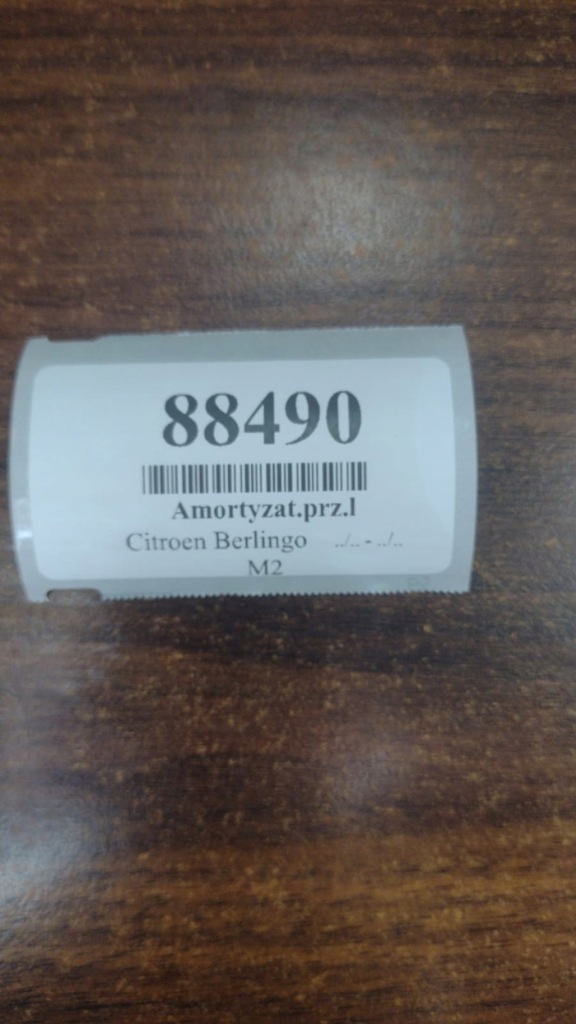 88490
Amortyzat.prz.l
Citroen Berlingo ../.. - ../..
M2